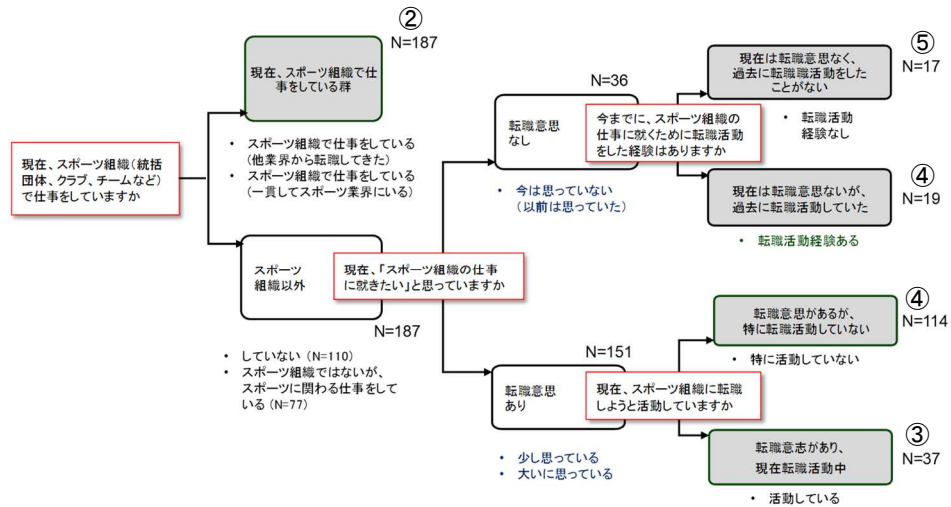 現在、スポーツ組織(統括
団体、クラブ、チームなど)
で仕事をしていますか
②
N=187
現在、スポーツ組織で仕
事をしている群
• スポーツ組織で仕事をしている
(他業界から転職してきた)
• スポーツ組織で仕事をしている
(一貫してスポーツ業界にいる)
スポーツ
組織以外
N=187
• していない (N=110)
• スポーツ組織ではないが、
スポーツに関わる仕事をして
いる (N=77)
現在、「スポーツ組織の仕事
に就きたい」と思っていますか
N=36
転職意思
なし
• 今は思っていない
(以前は思っていた)
今までに、スポーツ組織の
仕事に就くために転職活動
をした経験はありますか
⑤
N=17
現在は転職意思なく、
過去に転職職活動をした
ことがない
• 転職活動
経験なし
④
N=19
現在は転職意思ないが、
過去に転職活動していた
• 転職活動経験ある
N=151
転職意思
あり
• 少し思っている
• 大いに思っている
現在、スポーツ組織に転職
しようと活動していますか
④
N=114
転職意思があるが、
特に転職活動していない
• 特に活動していない
③
N=37
転職意志があり、
現在転職活動中
• 活動している